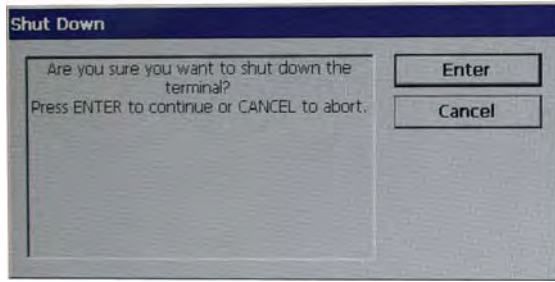 Shut Down
Are you sure you want to shut down the
terminal?
Press ENTER to continue or CANCEL to abort.
Enter
Cancel